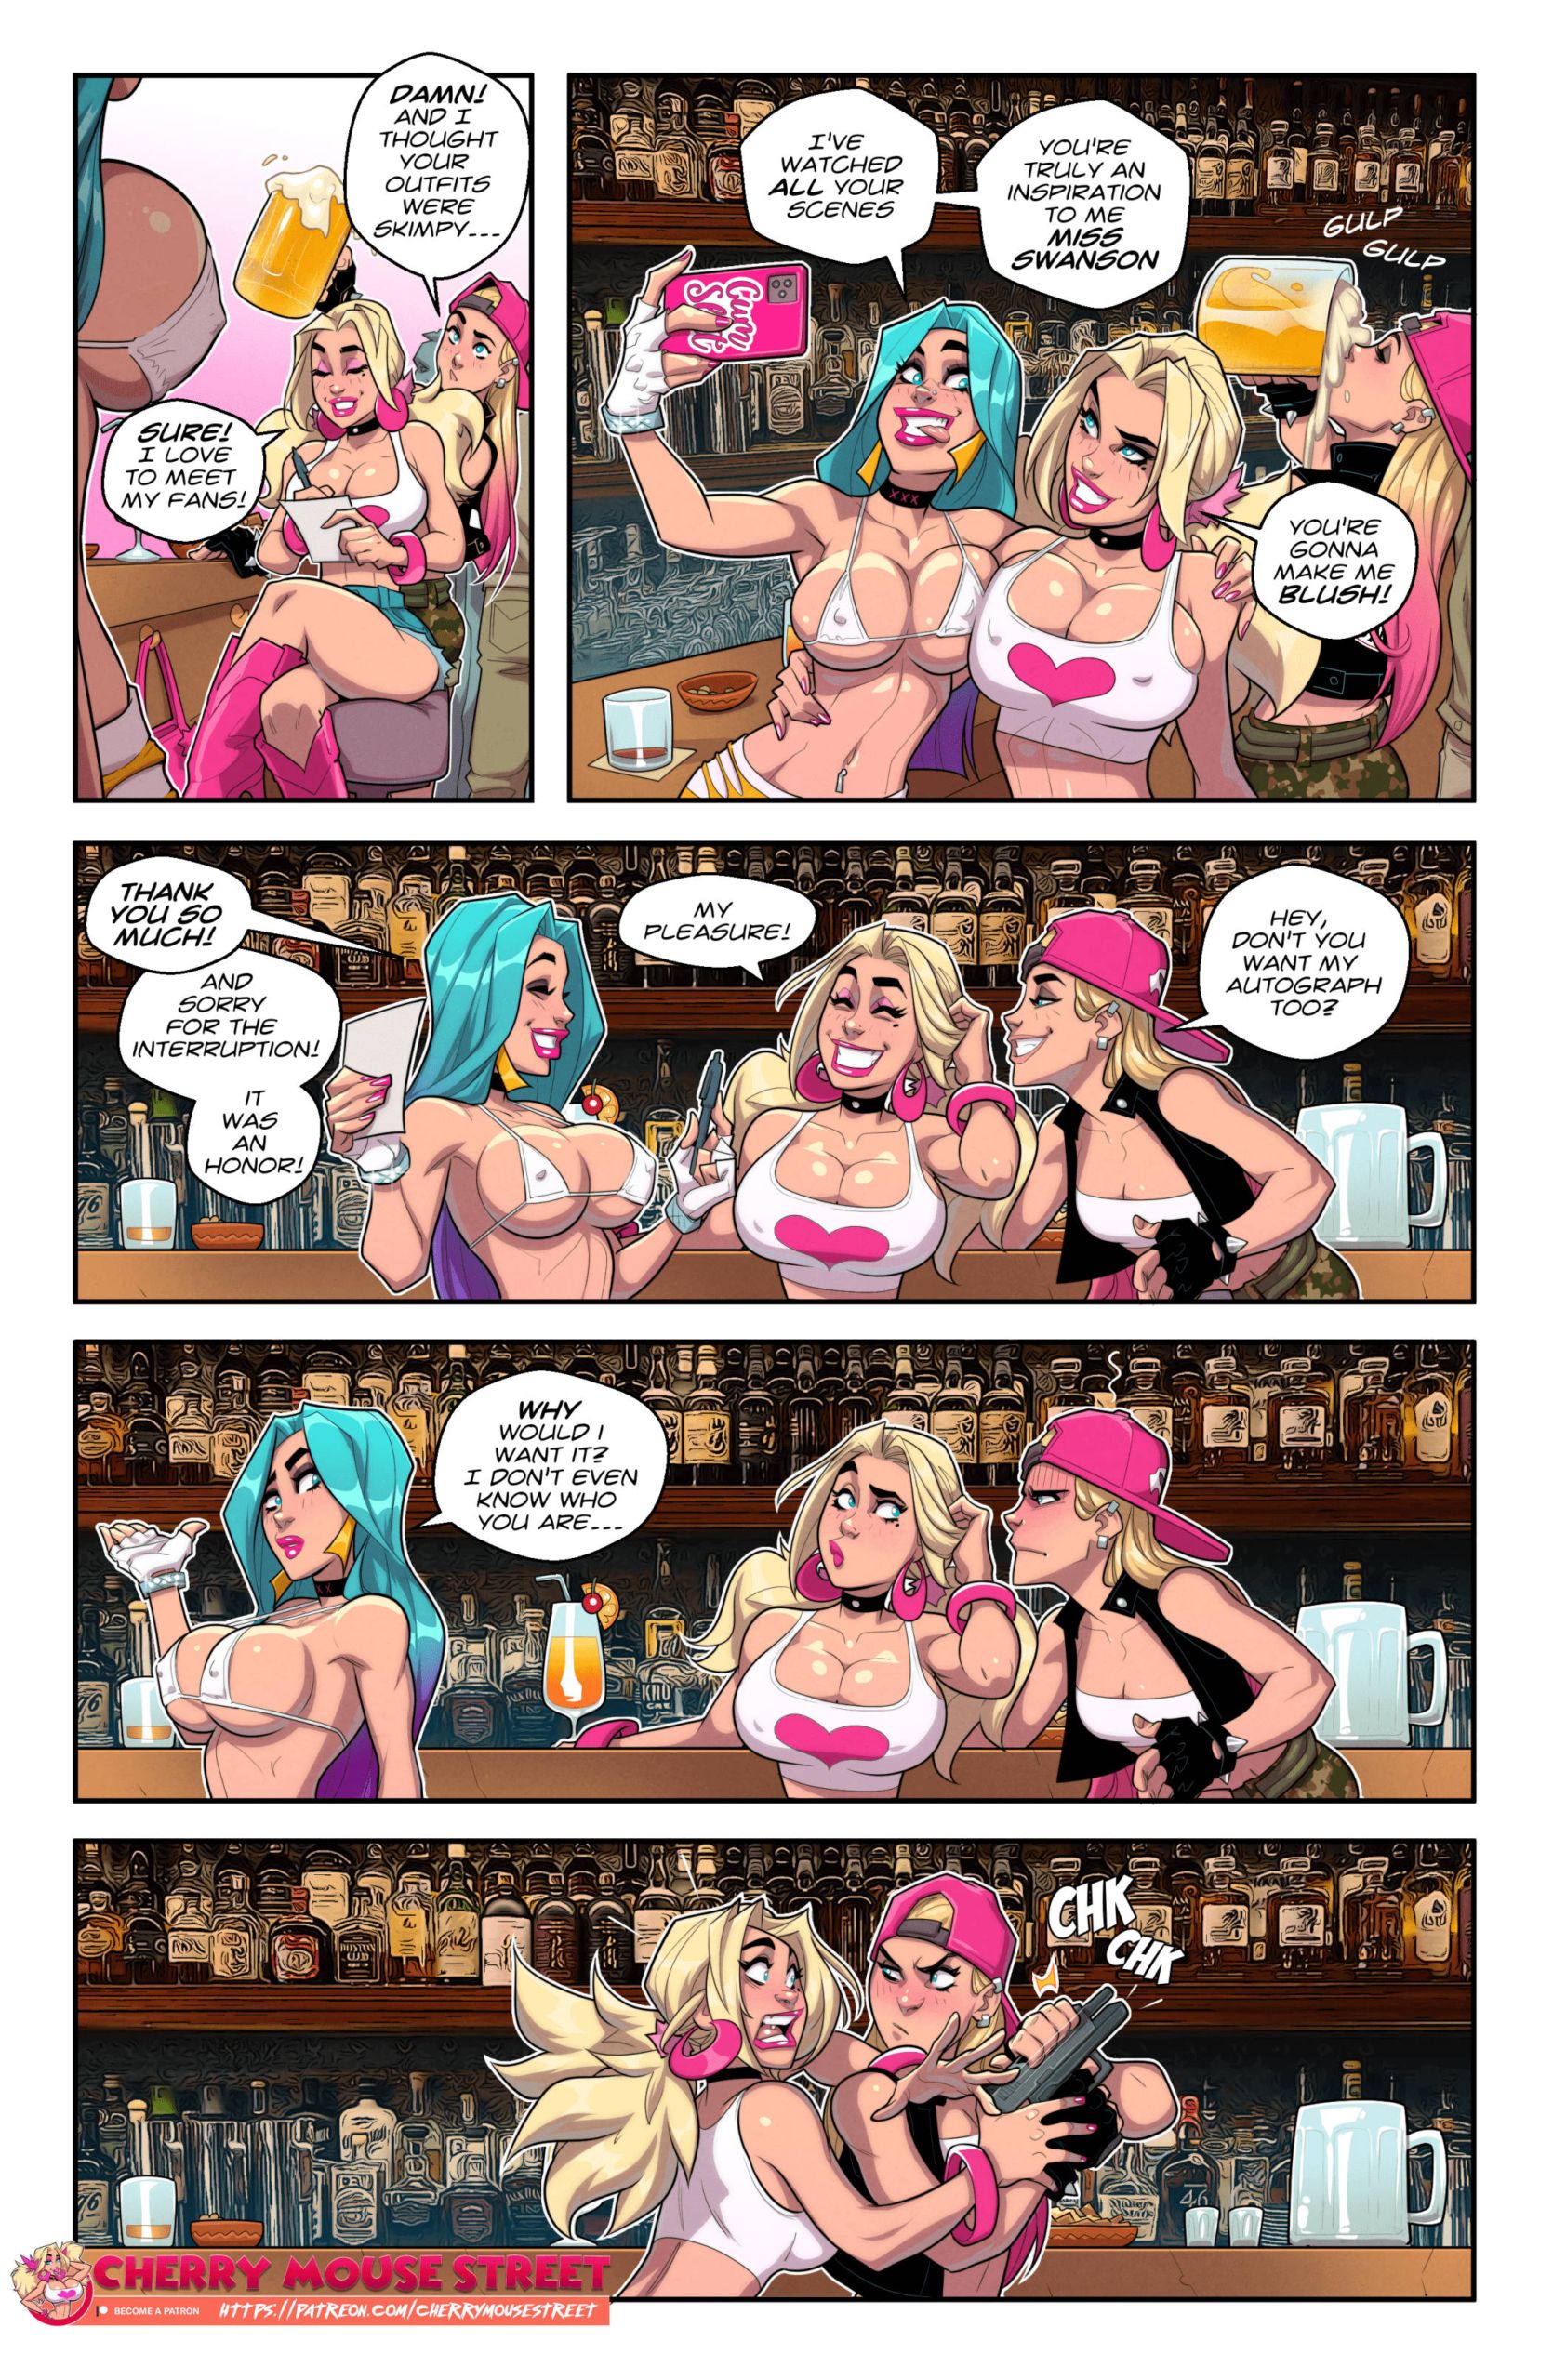 DAMN!
AND I
THOUGHT
YOUR
OUTFITS
WERE
SKIMPY...
SURE!
I LOVE
TO MEET
MY FANS!
I'VE
WATCHED
ALL YOUR
SCENES
YOU'RE
TRULY AN
INSPIRATION
TO ME
MISS
SWANSON
GULP
GULP
Cum
Slut
XXX
YOU'RE
GONNA
MAKE ME
BLUSH!
THANK
YOU SO
MUCH!
AND
SORRY
FOR THE
INTERRUPTION!
IT
WAS
AN
HONOR!
MY
PLEASURE!
HEY,
DON'T YOU
WANT MY
AUTOGRAPH
TOO?
WHY
WOULD I
WANT IT?
I DON'T EVEN
KNOW WHO
YOU ARE...
CHK
CHK
CHERRY MOUSE STREET
BECOME A PATRON
HTTPS://PATREON.COM/CHERRYMOUSESTREET